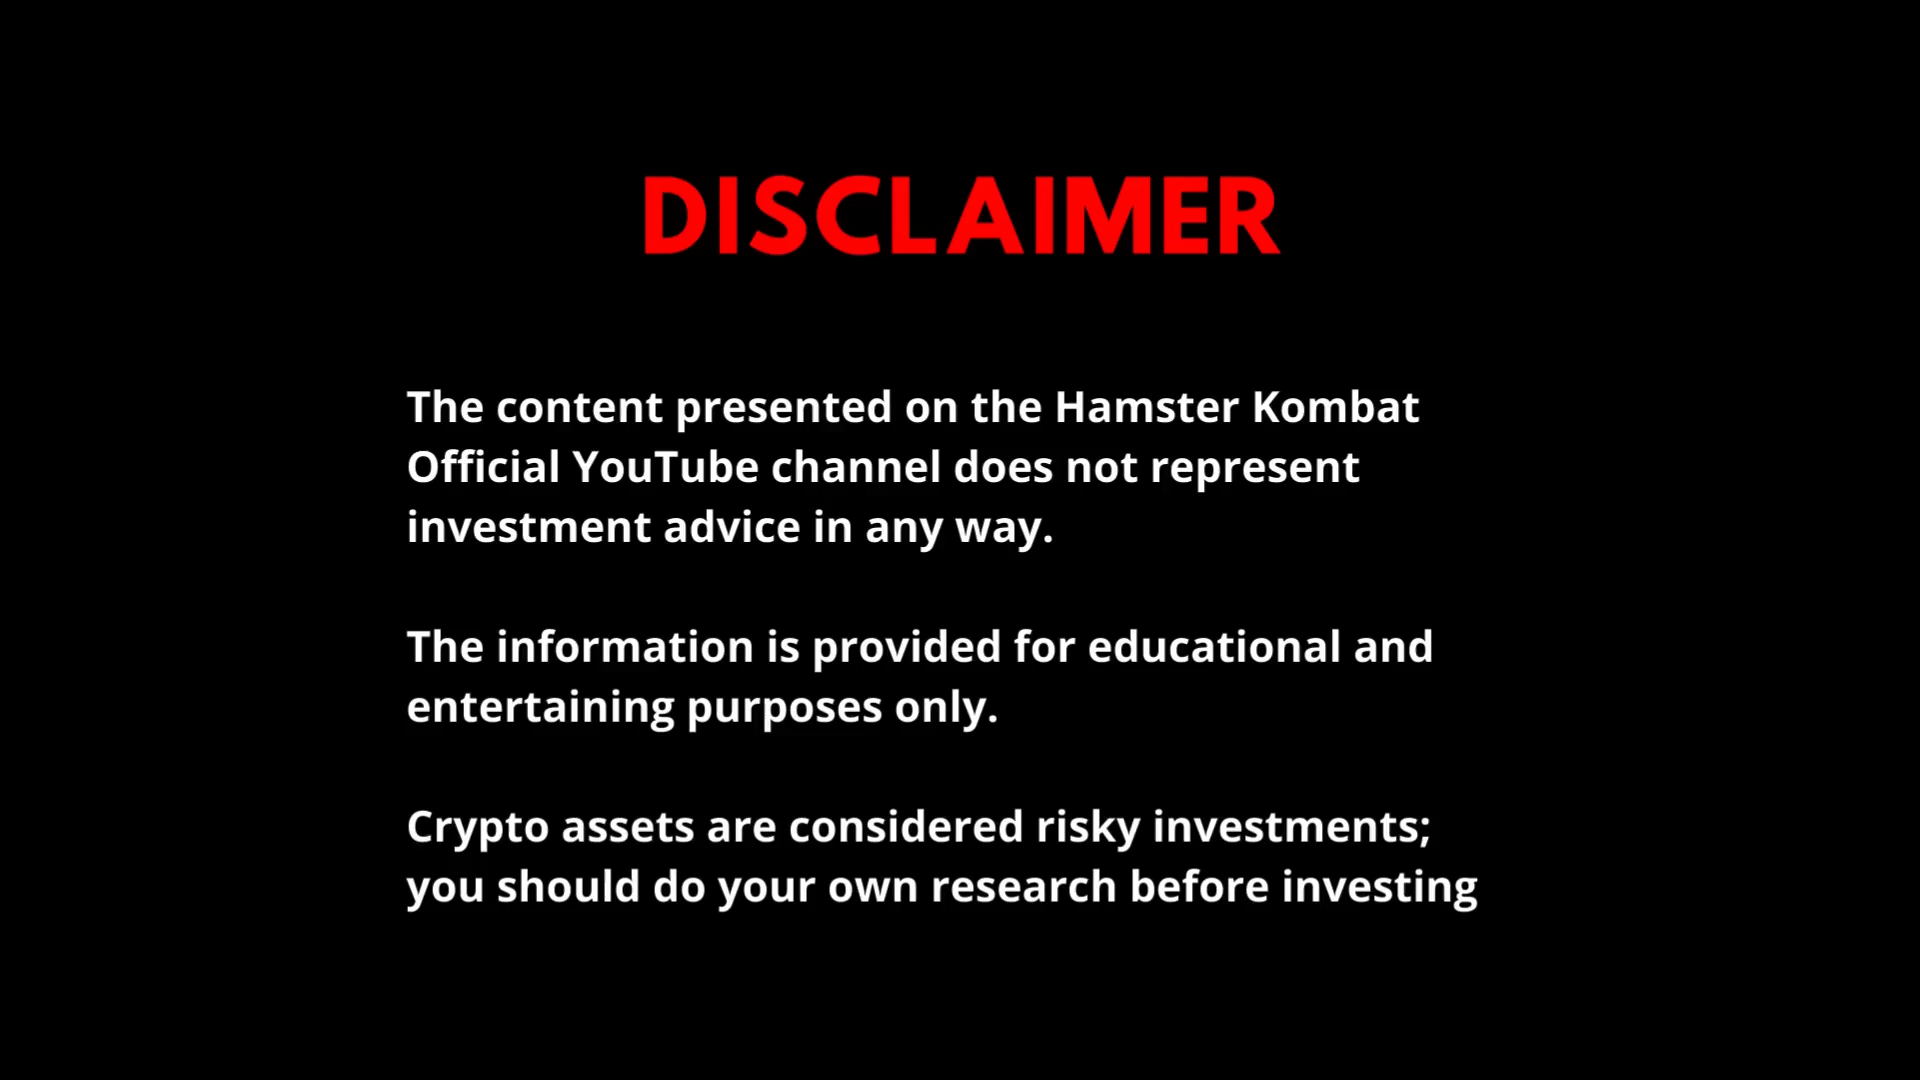 DISCLAIMER
The content presented on the Hamster Kombat
Official YouTube channel does not represent
investment advice in any way.
The information is provided for educational and
entertaining purposes only.
Crypto assets are considered risky investments;
you should do your own research before investing